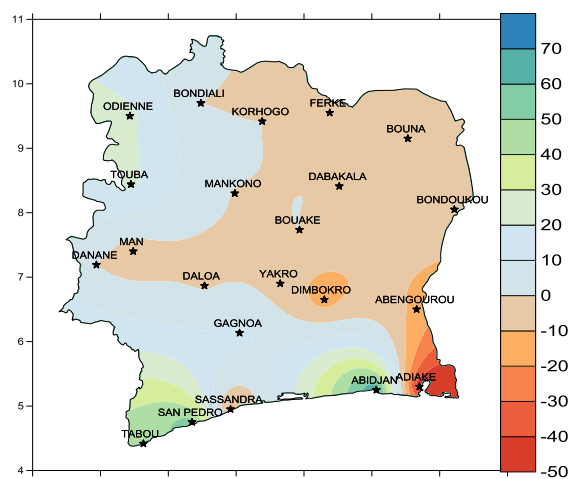 11
10
9
8
7
6
5
4
BONDIALI
ODIENNE
KORHOGO
FERKE
BOUNA
TOUBA
MANKONO
DABAKALA
BONDOUKOU
BOUAKE
MAN
DANANE
DALOA
YAKRO
DIMBOKRO
ABENGOUROU
GAGNOA
ABIDJAN
ADIAKE
SASSANDRA
SAN PEDRO
TABOU
70
60
50
40
30
20
10
0
-10
-20
-30
-40
-50